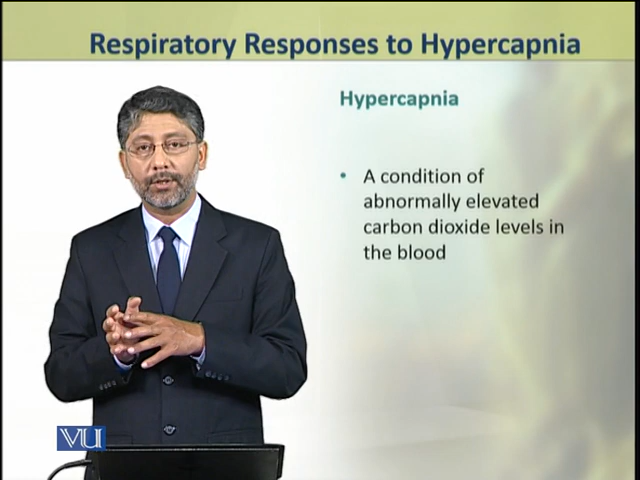 Respiratory Responses to Hypercapnia
Hypercapnia
• A condition of
abnormally elevated
carbon dioxide levels in
the blood
VU